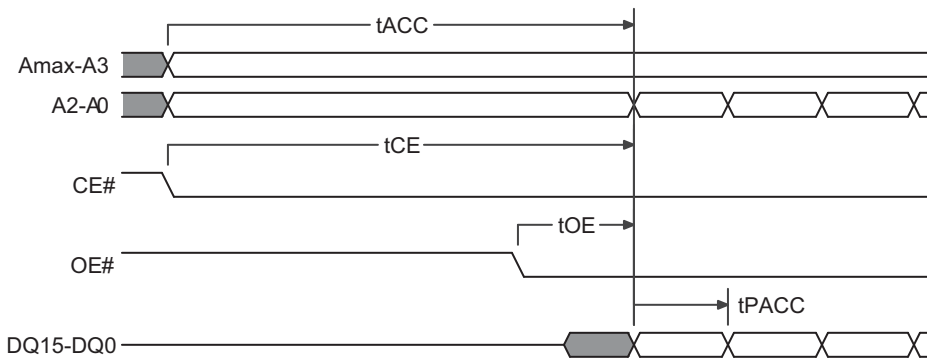 tACC
Amax-A3
A2-A0
tCE
CE#
tOE
OE#
tPACC
DQ15-DQ0